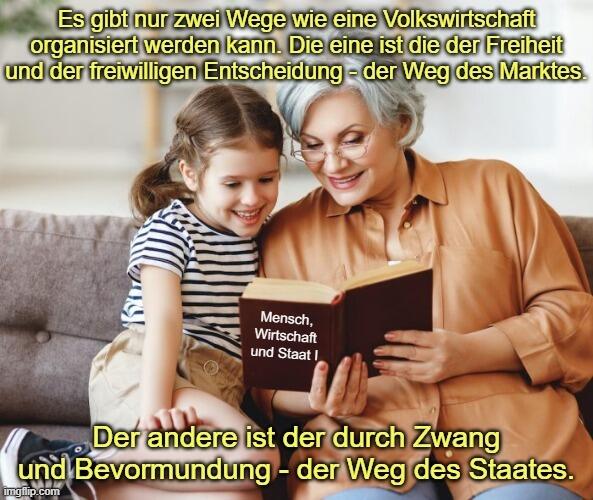 Es gibt nur zwei Wege wie eine Volkswirtschaft
organisiert werden kann. Die eine ist die der Freiheit
und der freiwilligen Entscheidung - der Weg des Marktes.
Mensch,
Wirtschaft
und Staat I
Der andere ist der durch Zwang
und Bevormundung - der Weg des Staates.
imgflip.com